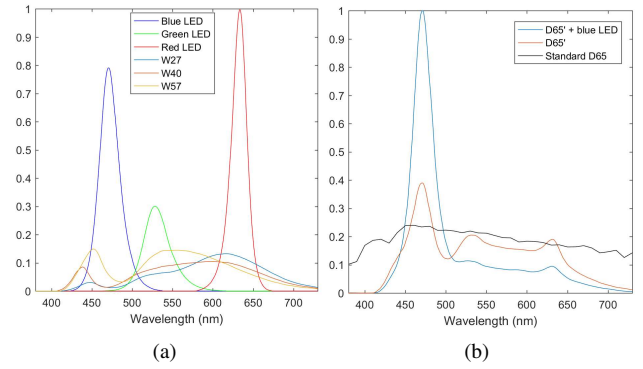 1
0.9
0.8
0.7
0.6
0.5
0.4
0.3
0.2
0.1
0
400 450 500 550 600 650 700
Wavelength (nm)
Blue LED
Green LED
Red LED
W27
W40
W57
(a)
1
0.9
0.8
0.7
0.6
0.5
0.4
0.3
0.2
0.1
0
400 450 500 550 600 650 700
Wavelength (nm)
D65' + blue LED
D65'
Standard D65
(b)